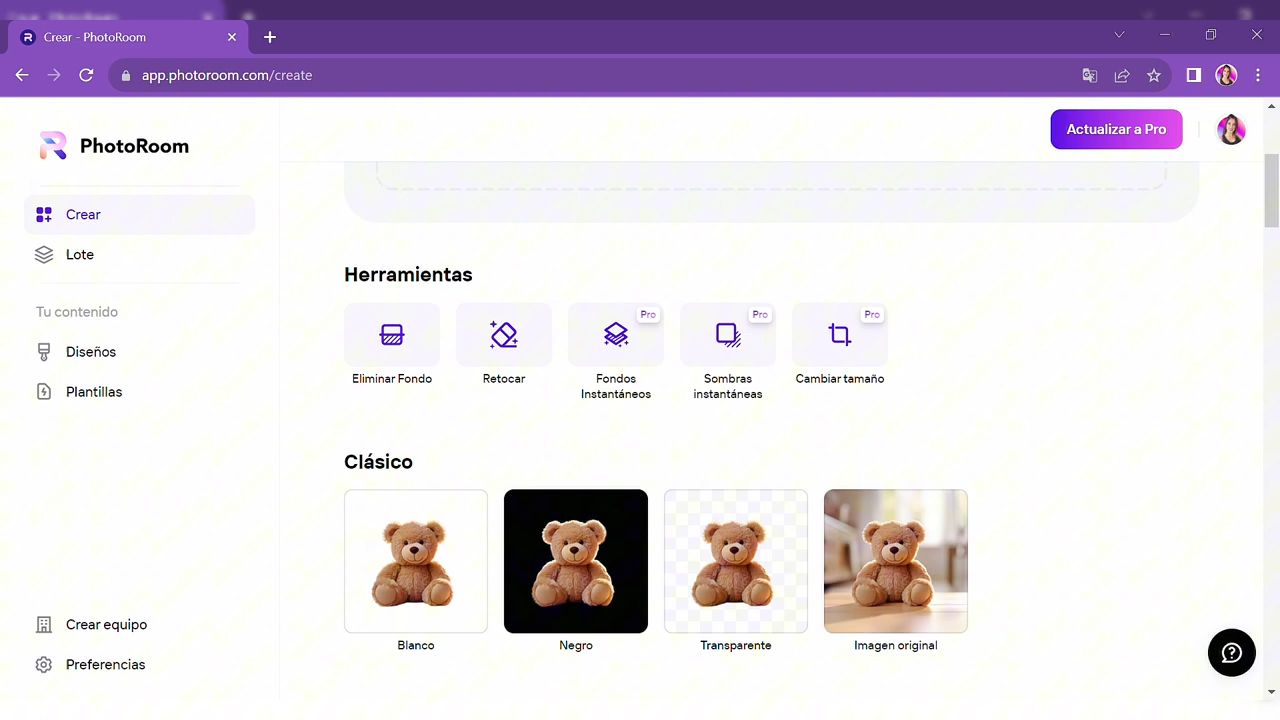 Crear - PhotoRoom
app.photoroom.com/create
PhotoRoom
Actualizar a Pro
Crear
Lote
Tu contenido
Diseños
Plantillas
Crear equipo
Preferencias
Herramientas
Pro
Pro
Pro
Eliminar Fondo
Retocar
Fondos
Instantáneos
Sombras
instantáneas
Cambiar tamaño
Clásico
Blanco
Negro
Transparente
Imagen original